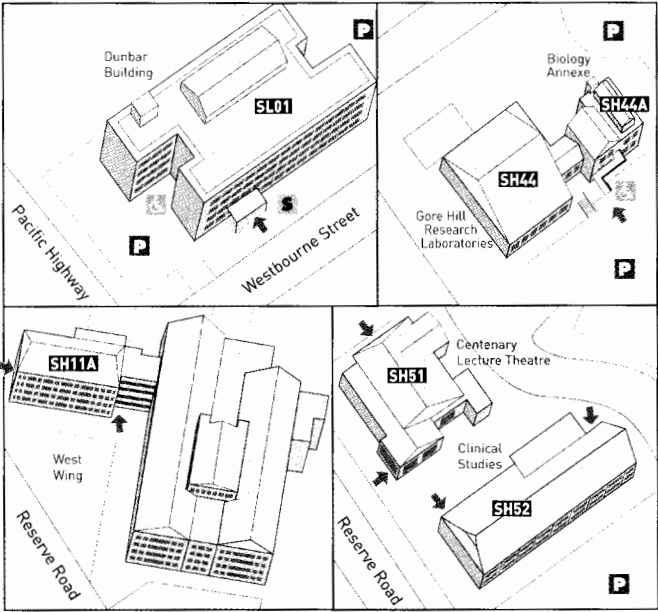 P
Dunbar
Building
SL01
S
P
Pacific Highway
Westbourne Street
P
Biology
Annexe
SH44A
SH44
Gore Hill
Research
Laboratories
P
SH11A
West
Wing
Reserve Road
Centenary
Lecture Theatre
SH51
Clinical
Studies
SH52
Reserve Road
P